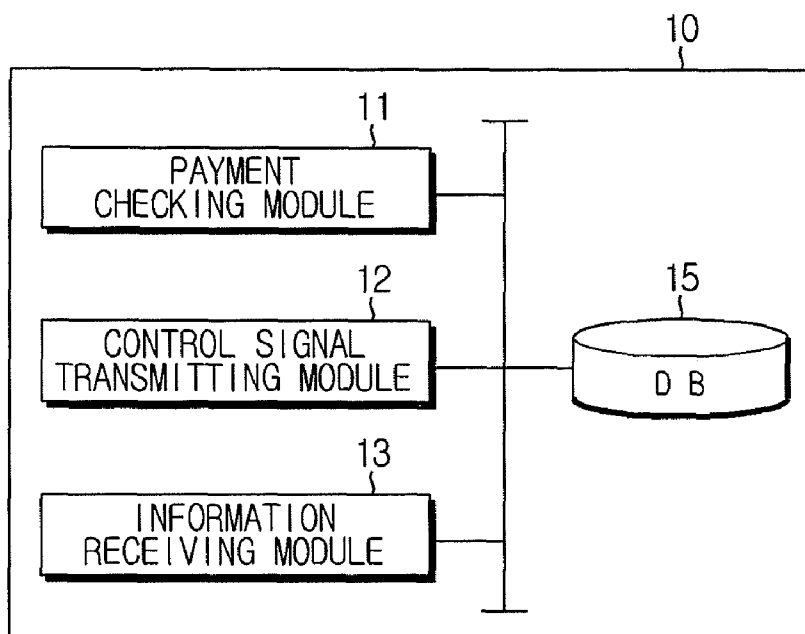 10
11
PAYMENT
CHECKING MODULE
12
CONTROL SIGNAL
TRANSMITTING MODULE
15
D B
13
INFORMATION
RECEIVING MODULE